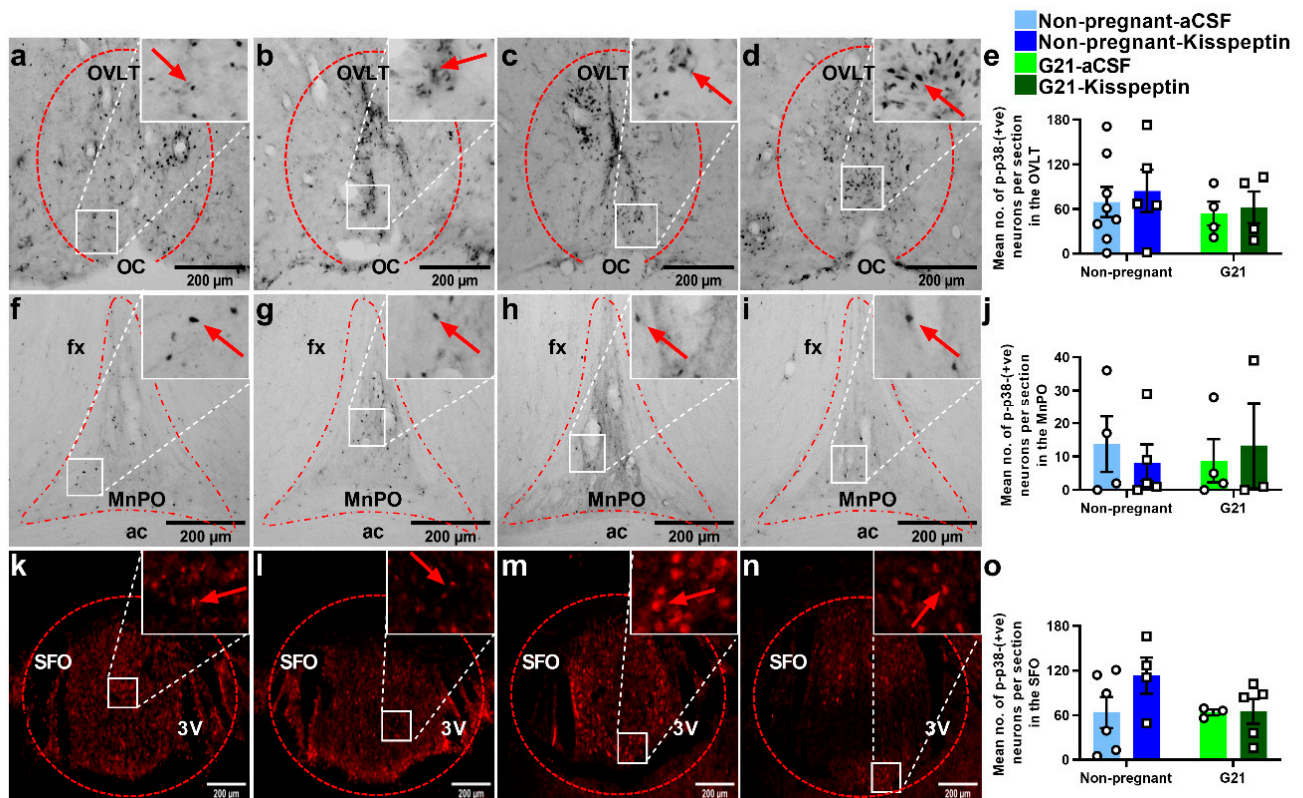 a
OVLT
OC
200 µm
b
OVLT
OC
200 µm
c
OVLT
OC
200 µm
d
OVLT
OC
200 µm
Non-pregnant-aCSF
Non-pregnant-Kisspeptin
G21-aCSF
G21-Kisspeptin
e
Mean no. of p-p38-(+ve)
neurons per section
in the OVLT
180
120
60
0
Non-pregnant
G21
f
fx
MnPO
ac
200 µm
g
fx
MnPO
ac
200 µm
h
fx
MnPO
ac
200 µm
i
fx
MnPO
ac
200 µm
j
Mean no. of p-p38-(+ve)
neurons per section
in the MnPO
40
30
20
10
0
Non-pregnant
G21
k
SFO
3V
200 µm
l
SFO
3V
200 µm
m
SFO
3V
200 µm
n
SFO
3V
200 µm
o
Mean no. of p-p38-(+ve)
neurons per section
in the SFO
180
120
60
0
Non-pregnant
G21